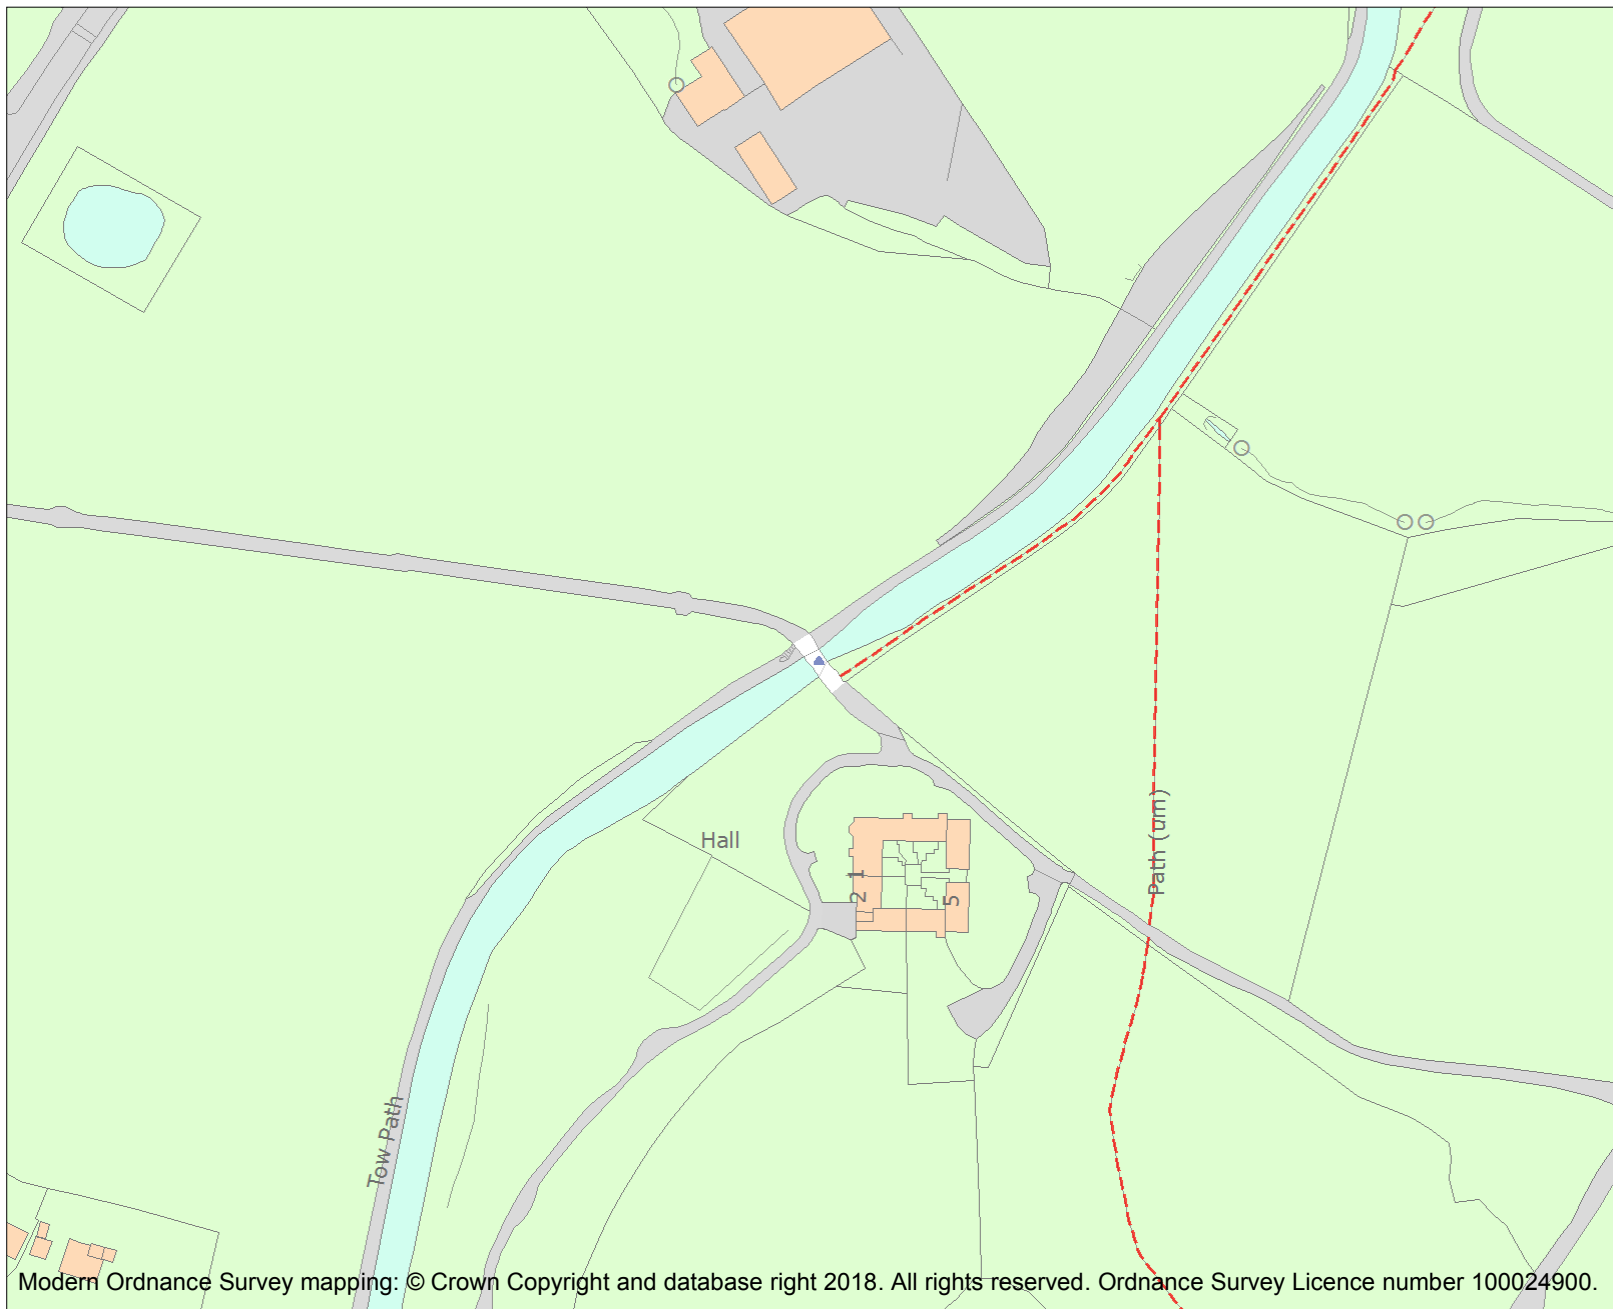 Path (um)
Hall
1
2
5
Tow Path
Modern Ordnance Survey mapping: © Crown Copyright and database right 2018. All rights reserved. Ordnance Survey Licence number 100024900.